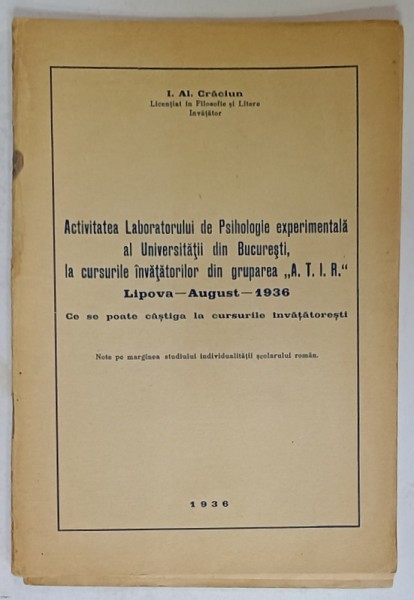 I. Al. Crăciun
Licențiat în Filosofie și Litere
Învățător
Activitatea Laboratorului de Psihologie experimentală
al Universității din București,
la cursurile învățătorilor din gruparea „A. T. I. R."
Lipova—August—1936
Ce se poate câștiga la cursurile învățătorești
Note pe marginea studiului individualității școlarului român.
1936